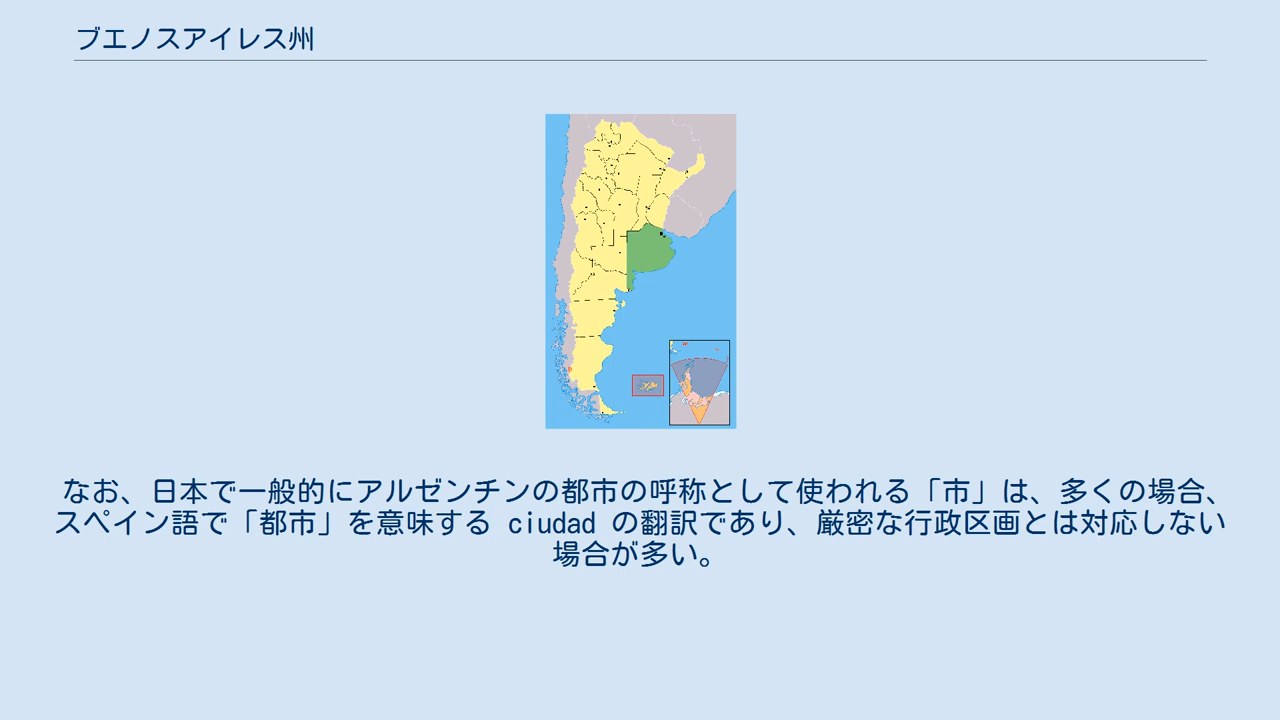 ブエノスアイレス州
なお、日本で一般的にアルゼンチンの都市の呼称として使われる「市」は、多くの場合、
スペイン語で「都市」を意味する ciudad の翻訳であり、厳密な行政区画とは対応しない
場合が多い。